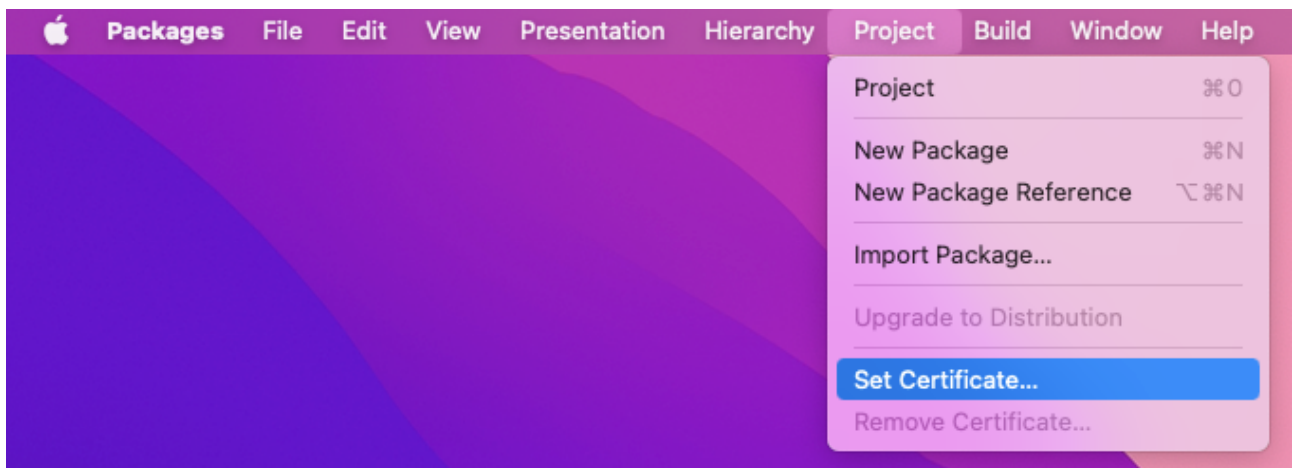 Packages File Edit View Presentation Hierarchy Project Build Window Help
Project ⌘0
New Package ⌘N
New Package Reference ⌥⌘N
Import Package...
Upgrade to Distribution
Set Certificate...
Remove Certificate...